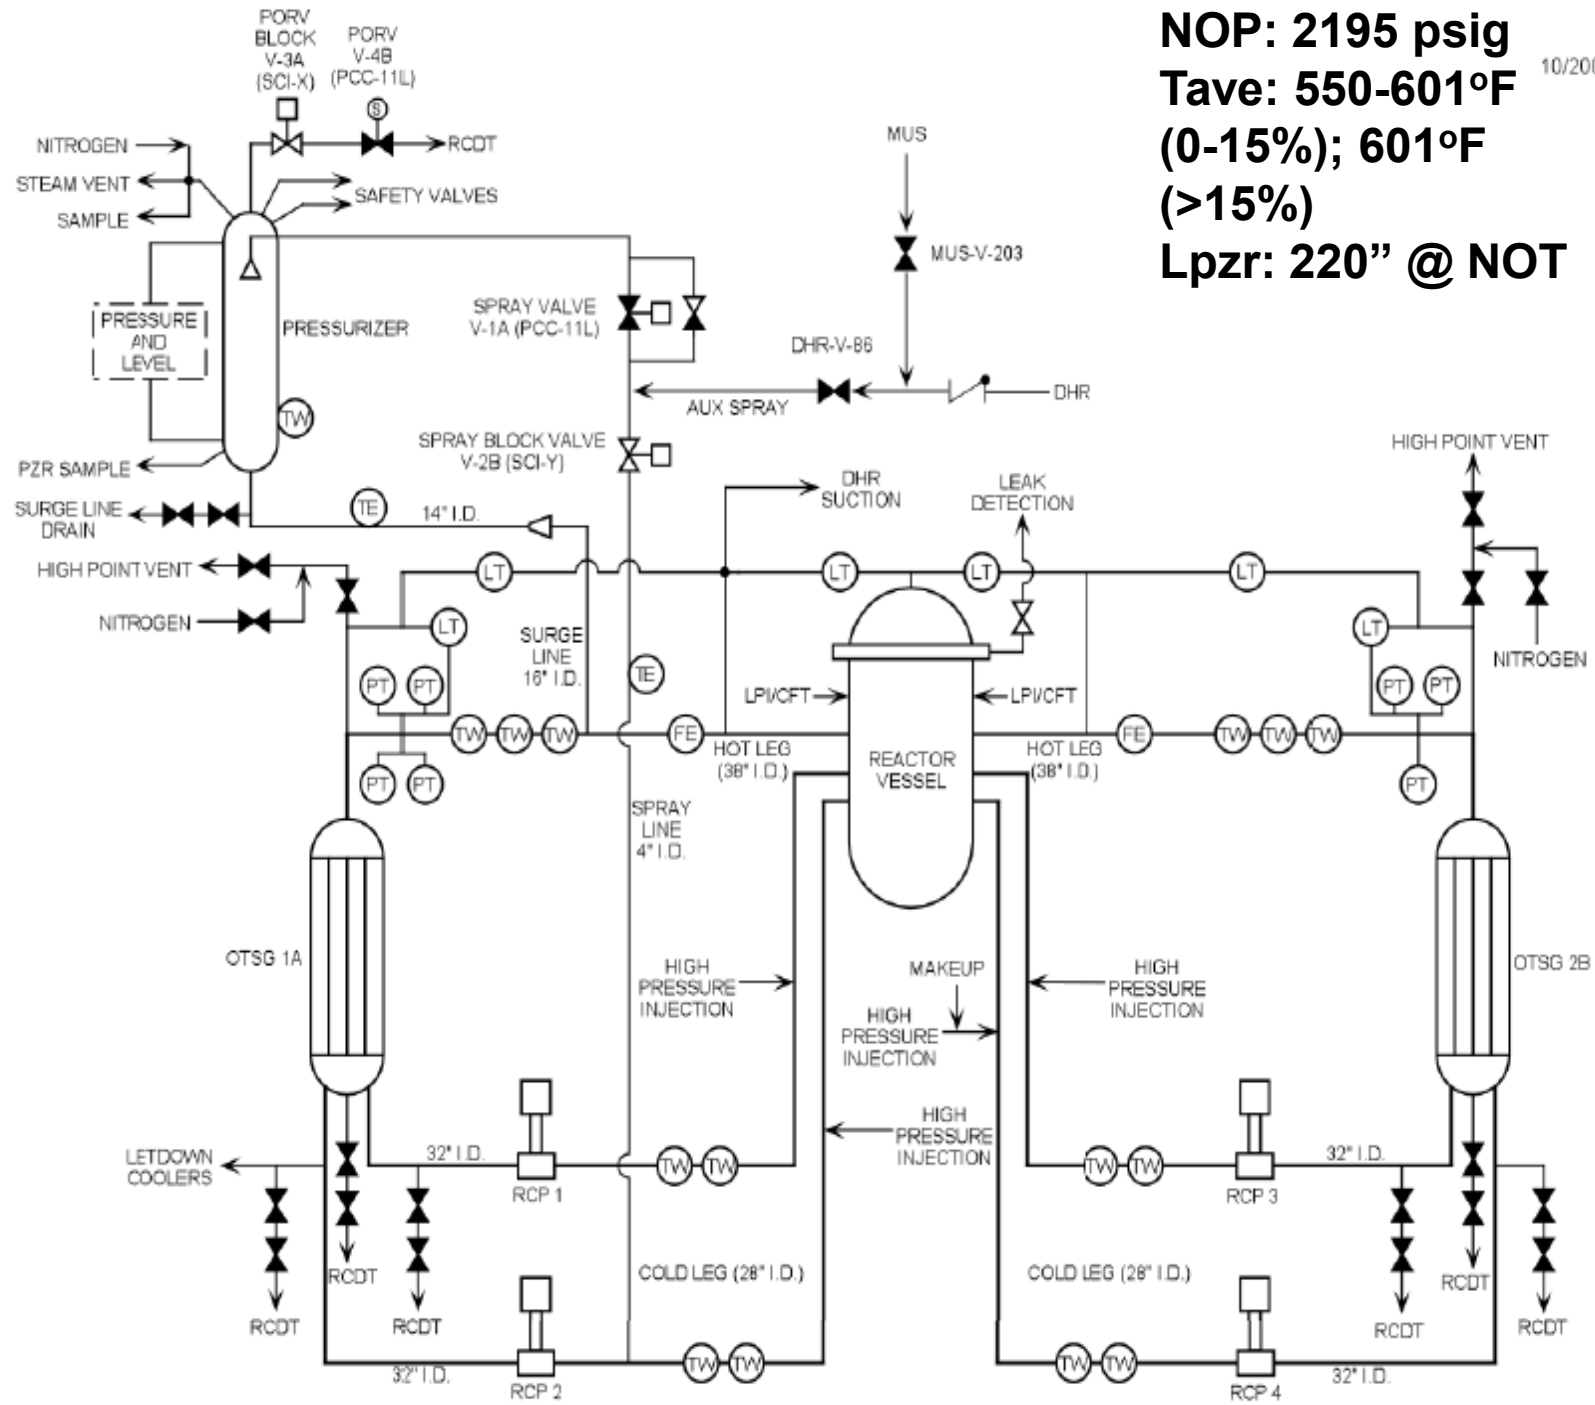 NOP: 2195 psig
Tave: 550-601°F
(0-15%); 601°F
(>15%)
Lpzr: 220” @ NOT
PORV
BLOCK
V-3A
(SCI-X)
PORV
V-4B
(PCC-11L)
S
NITROGEN
STEAM VENT
SAMPLE
RCDT
SAFETY VALVES
MUS
MUS-V-203
PRESSURE
AND
LEVEL
PRESSURIZER
SPRAY VALVE
V-1A (PCC-11L)
DHR-V-86
AUX SPRAY
DHR
TW
SPRAY BLOCK VALVE
V-2B (SCI-Y)
PZR SAMPLE
SURGE LINE
DRAIN
TE
14" I.D.
DHR
SUCTION
LEAK
DETECTION
HIGH POINT VENT
HIGH POINT VENT
NITROGEN
LT
LT
LT
LT
LT
LT
NITROGEN
SURGE
LINE
16" I.D.
TE
PT
PT
PT
PT
LPI/CFT
LPI/CFT
PT
PT
PT
TW
TW
TW
FE
HOT LEG
(38" I.D.)
REACTOR
VESSEL
HOT LEG
(38" I.D.)
FE
TW
TW
TW
SPRAY
LINE
4" I.D.
OTSG 1A
OTSG 2B
HIGH
PRESSURE
INJECTION
MAKEUP
HIGH
PRESSURE
INJECTION
HIGH
PRESSURE
INJECTION
HIGH
PRESSURE
INJECTION
LETDOWN
COOLERS
32" I.D.
RCP 1
TW
TW
TW
TW
RCP 3
32" I.D.
RCDT
RCDT
RCDT
COLD LEG (28" I.D.)
COLD LEG (28" I.D.)
RCDT
RCDT
RCDT
32" I.D.
RCP 2
TW
TW
TW
TW
RCP 4
32" I.D.